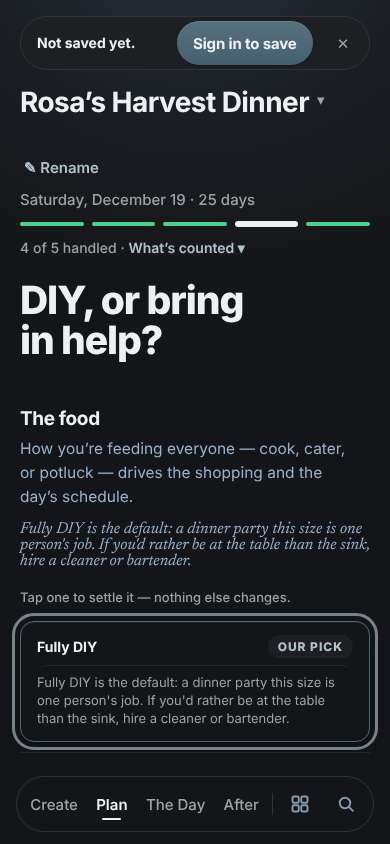 Not saved yet.
Sign in to save
×
Rosa’s Harvest Dinner ▾
✎ Rename
Saturday, December 19 · 25 days
4 of 5 handled · What’s counted ▾
DIY, or bring
in help?
The food
How you’re feeding everyone — cook, cater,
or potluck — drives the shopping and the
day’s schedule.
Fully DIY is the default: a dinner party this size is one
person's job. If you'd rather be at the table than the sink,
hire a cleaner or bartender.
Tap one to settle it — nothing else changes.
Fully DIY
OUR PICK
Fully DIY is the default: a dinner party this size is
one person's job. If you'd rather be at the table
than the sink, hire a cleaner or bartender.
Create Plan The Day After